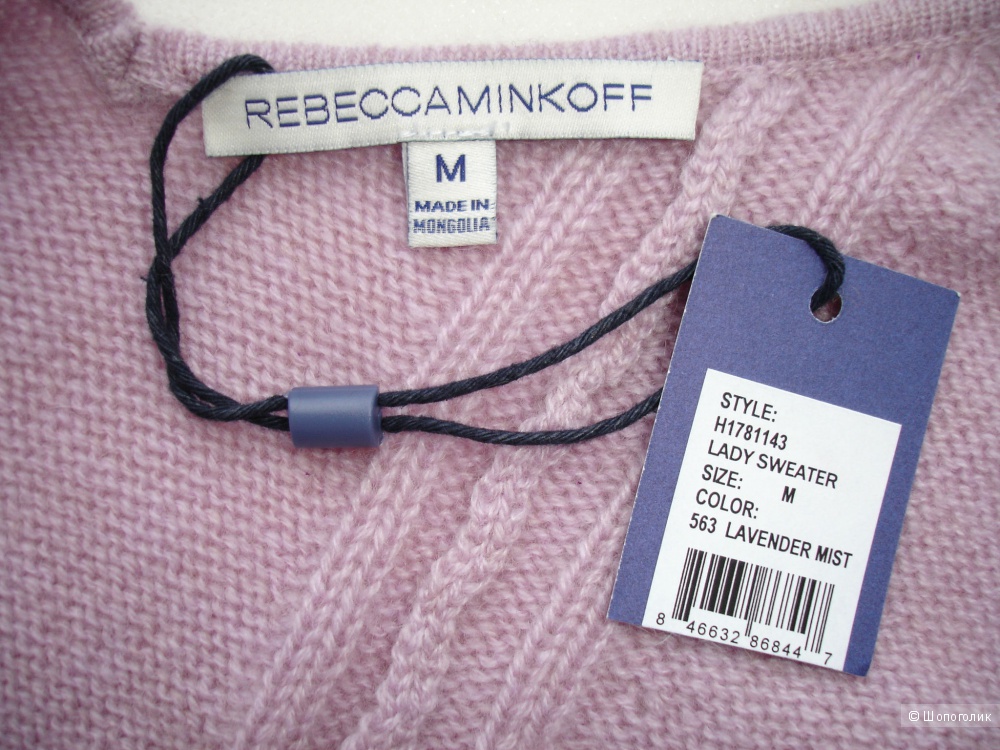 REBECCAMINKOFF
M
MADE IN
MONGOLIA
STYLE:
H1781143
LADY SWEATER
SIZE: M
COLOR:
563 LAVENDER MIST
8 46632 86844 7
© Шопоголик